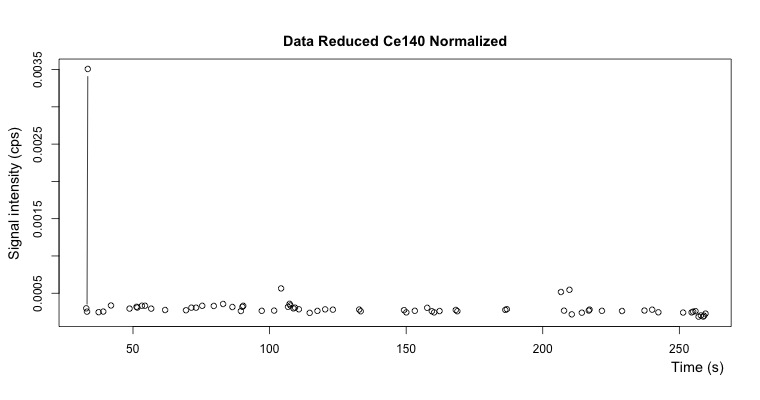 Data Reduced Ce140 Normalized
Signal intensity (cps)
0.0035
0.0025
0.0015
0.0005
50 100 150 200 250
Time (s)